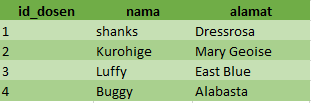 id_dosen nama alamat
1 shanks Dressrosa
2 Kurohige Mary Geoise
3 Luffy East Blue
4 Buggy Alabasta